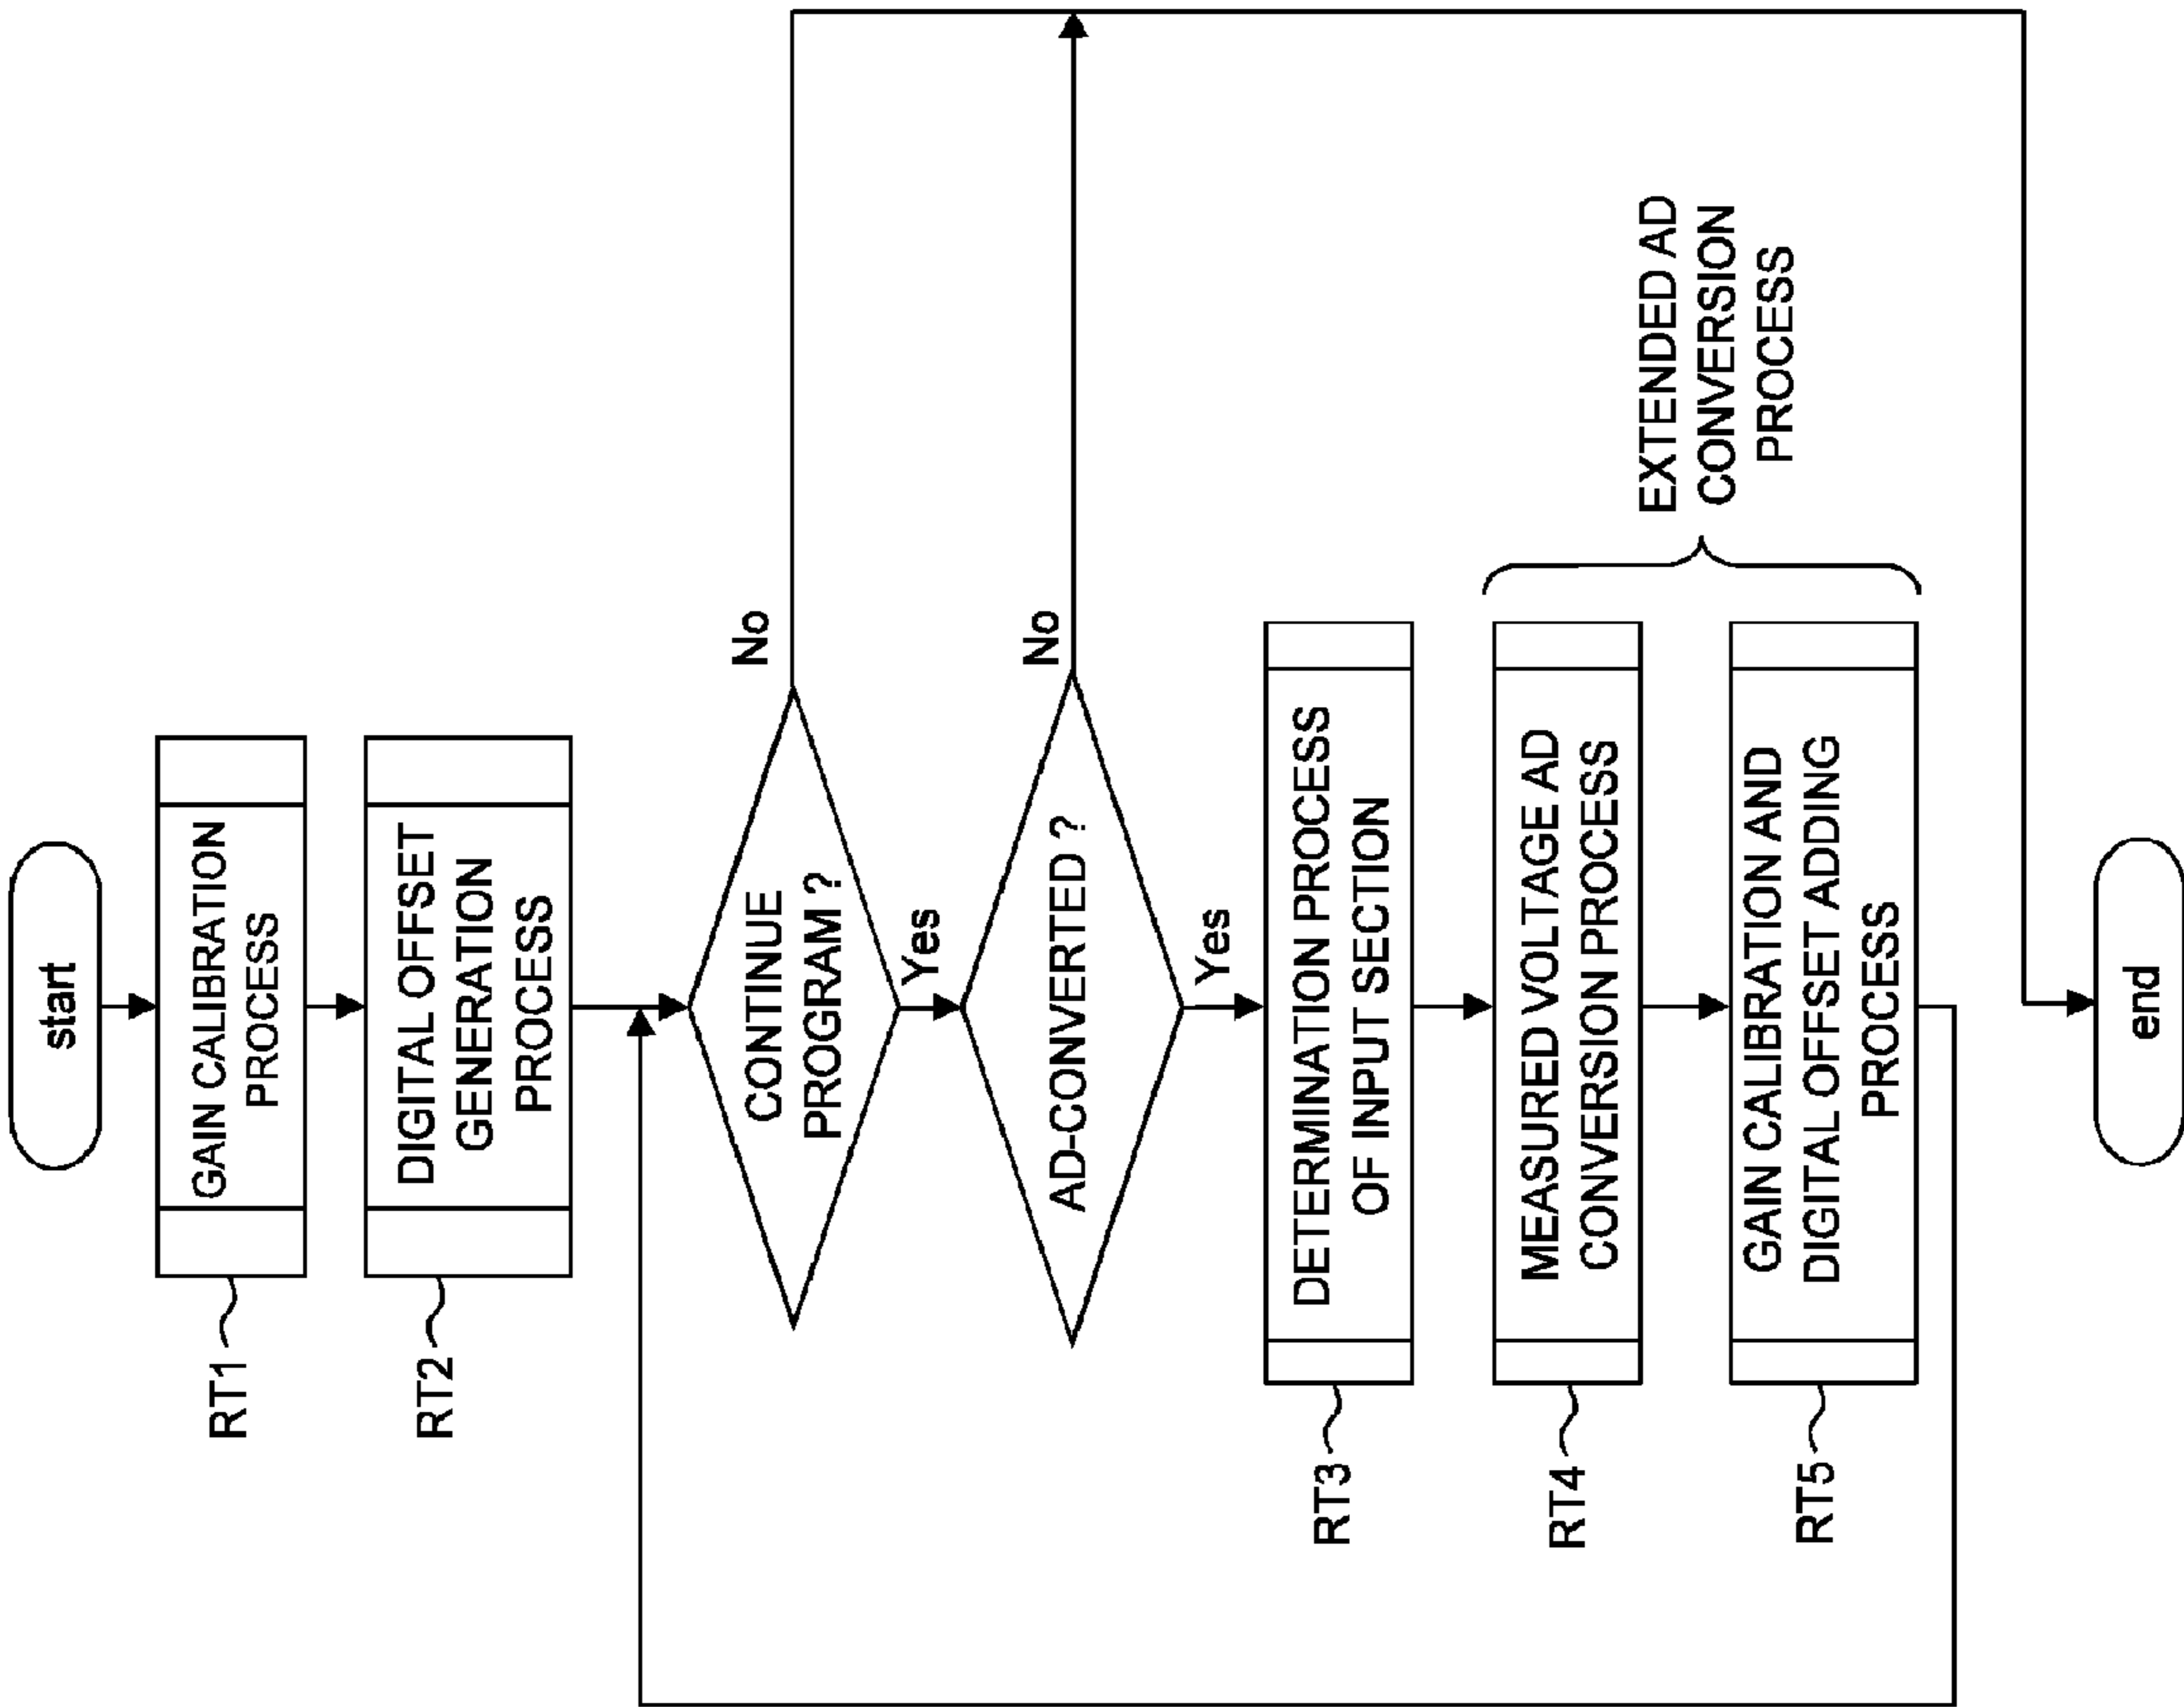 start
RT1
GAIN CALIBRATION
PROCESS
RT2
DIGITAL OFFSET
GENERATION
PROCESS
CONTINUE
PROGRAM ?
No
Yes
AD-CONVERTED ?
No
Yes
RT3
DETERMINATION PROCESS
OF INPUT SECTION
RT4
MEASURED VOLTAGE AD
CONVERSION PROCESS
EXTENDED AD
CONVERSION
PROCESS
RT5
GAIN CALIBRATION AND
DIGITAL OFFSET ADDING
PROCESS
end